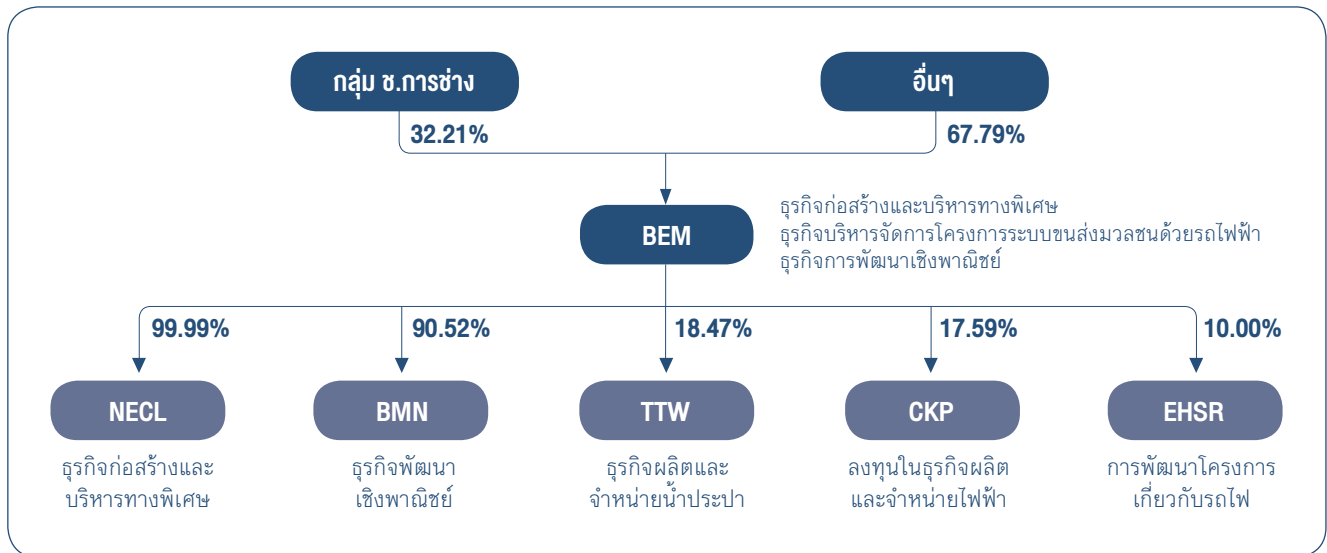 กลุ่ม ช.การช่าง
อื่นๆ
32.21%
67.79%
BEM
ธุรกิจก่อสร้างและบริหารทางพิเศษ
ธุรกิจบริหารจัดการโครงการระบบขนส่งมวลชนด้วยรถไฟฟ้า
ธุรกิจการพัฒนาเชิงพาณิชย์
99.99%
90.52%
18.47%
17.59%
10.00%
NECL
BMN
TTW
CKP
EHSR
ธุรกิจก่อสร้างและ
บริหารทางพิเศษ
ธุรกิจพัฒนา
เชิงพาณิชย์
ธุรกิจผลิตและ
จำหน่ายน้ำประปา
ลงทุนในธุรกิจผลิต
และจำหน่ายไฟฟ้า
การพัฒนาโครงการ
เกี่ยวกับรถไฟ